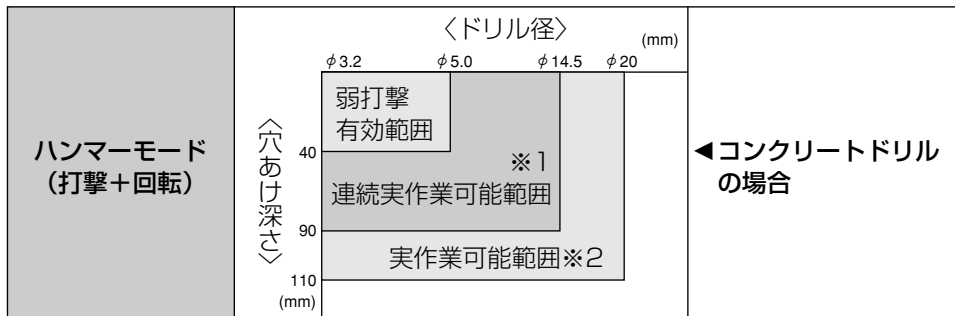 ハンマーモード
（打撃＋回転）
〈ドリル径〉
(mm)
φ3.2 φ5.0 φ14.5 φ20
〈穴あけ深さ〉
弱打撃
有効範囲
40
※1
連続実作業可能範囲
90
実作業可能範囲※2
110
(mm)
◀コンクリートドリル
の場合